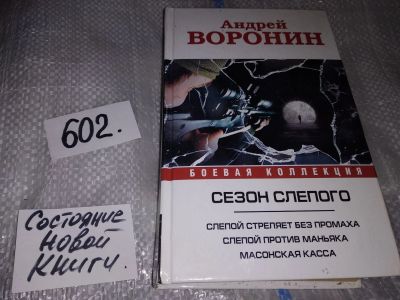 Андрей
ВОРОНИН
БОЕВАЯ КОЛЛЕКЦИЯ
СЕЗОН СЛЕПОГО
СЛЕПОЙ СТРЕЛЯЕТ БЕЗ ПРОМАХА
СЛЕПОЙ ПРОТИВ МАНЬЯКА
МАСОНСКАЯ КАССА
602.
Состояние
новой
книги.